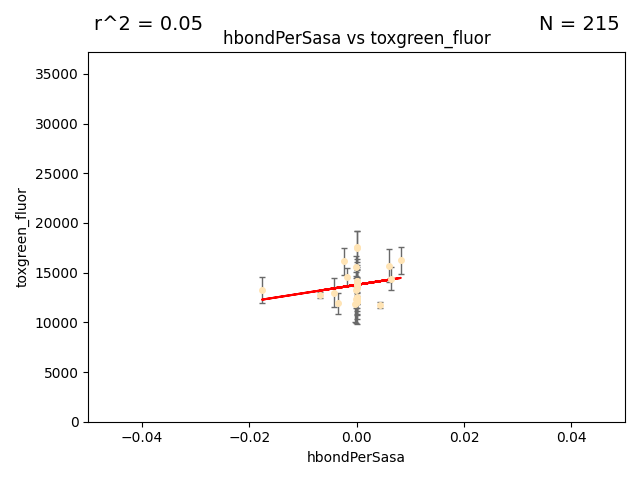 r^2 = 0.05
N = 215
hbondPerSasa vs toxgreen_fluor
toxgreen_fluor
35000
30000
25000
20000
15000
10000
5000
0
−0.04
−0.02
0.00
0.02
0.04
hbondPerSasa